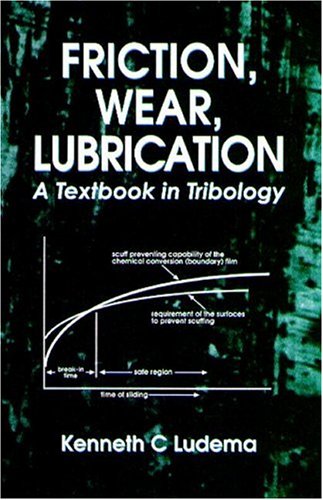 FRICTION,
WEAR,
LUBRICATION
A Textbook in Tribology
scuff preventing capability of the
chemical conversion (boundary) film
requirement of the surfaces
to prevent scuffing
break-in
time
safe region
time of sliding
Kenneth C Ludema